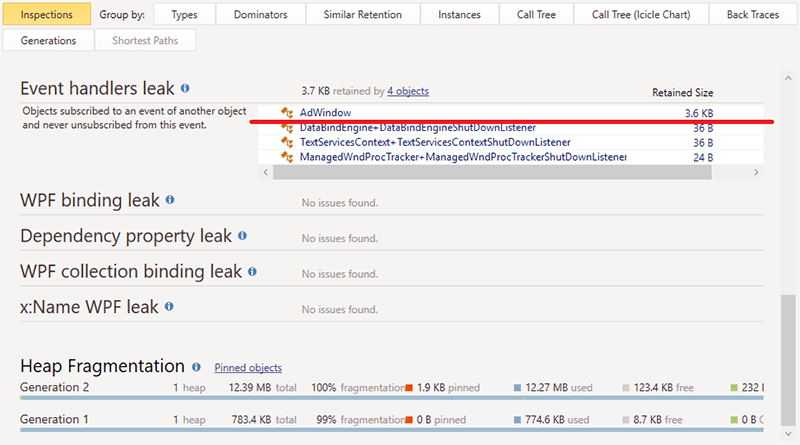 Inspections Group by: Types Dominators Similar Retention Instances Call Tree Call Tree (Icicle Chart) Back Traces
Generations Shortest Paths
Event handlers leak 3.7 KB retained by 4 objects Retained Size
Objects subscribed to an event of another object
and never unsubscribed from this event.
AdWindow 3.6 KB
DataBindEngine+DataBindEngineShutDownListener 36 B
TextServicesContext+TextServicesContextShutDownListener 36 B
ManagedWndProcTracker+ManagedWndProcTrackerShutDownListener 24 B
WPF binding leak No issues found.
Dependency property leak No issues found.
WPF collection binding leak No issues found.
x:Name WPF leak No issues found.
Heap Fragmentation Pinned objects
Generation 2 1 heap 12.39 MB total 100% fragmentation 1.9 KB pinned 12.27 MB used 123.4 KB free 232
Generation 1 1 heap 783.4 KB total 99% fragmentation 0 B pinned 774.6 KB used 8.7 KB free 0 B